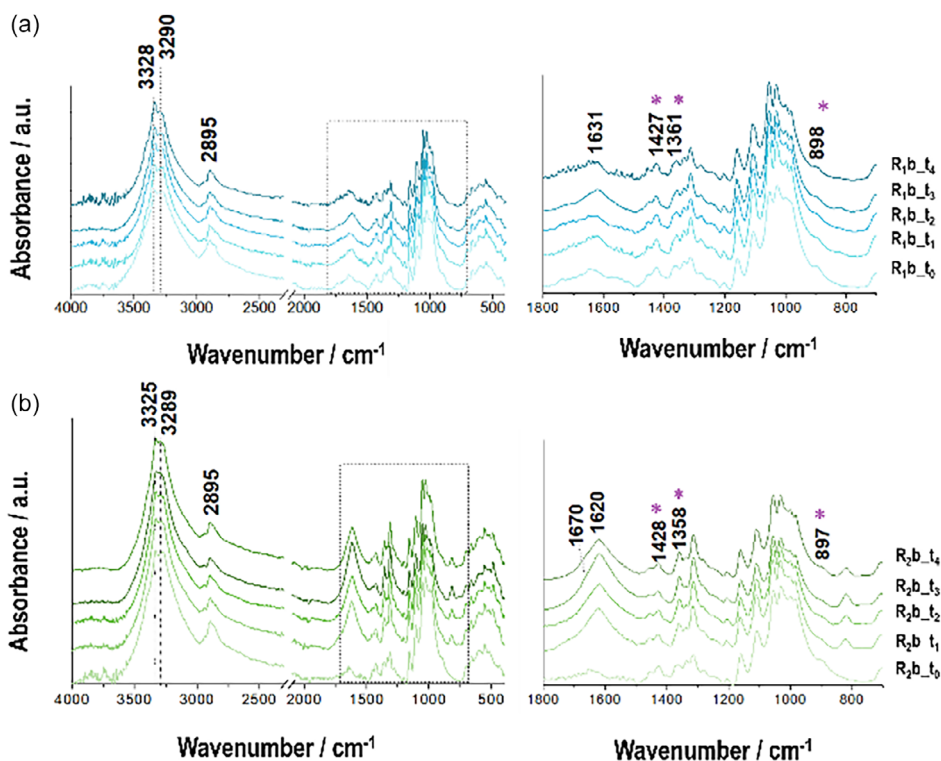 (a)
Absorbance / a.u.
3328
3290
2895
4000 3500 3000 2500 2000 1500 1000 500
Wavenumber / cm⁻¹
1631
* *
1427
1361
*
898
R₁b_t₄
R₁b_t₃
R₁b_t₂
R₁b_t₁
R₁b_t₀
1800 1600 1400 1200 1000 800
Wavenumber / cm⁻¹
(b)
Absorbance / a.u.
3325
3289
2895
4000 3500 3000 2500 2000 1500 1000 500
Wavenumber / cm⁻¹
1670
1620
* *
1428
1358
*
897
R₂b_t₄
R₂b_t₃
R₂b_t₂
R₂b t₁
R₂b_t₀
1800 1600 1400 1200 1000 800
Wavenumber / cm⁻¹